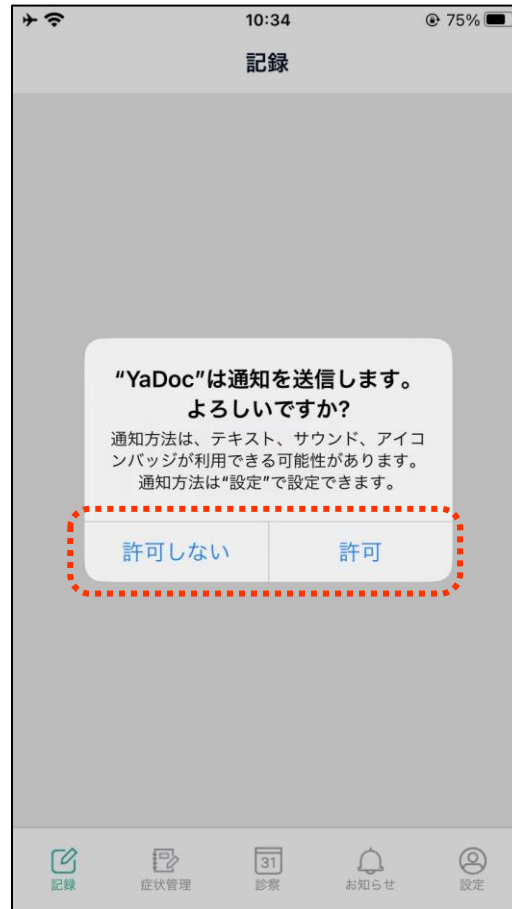 10:34
75%
記録
“YaDoc”は通知を送信します。
よろしいですか?
通知方法は、テキスト、サウンド、アイコ
ンバッジが利用できる可能性があります。
通知方法は“設定”で設定できます。
許可しない 許可
31
記録 症状管理 診察 お知らせ 設定